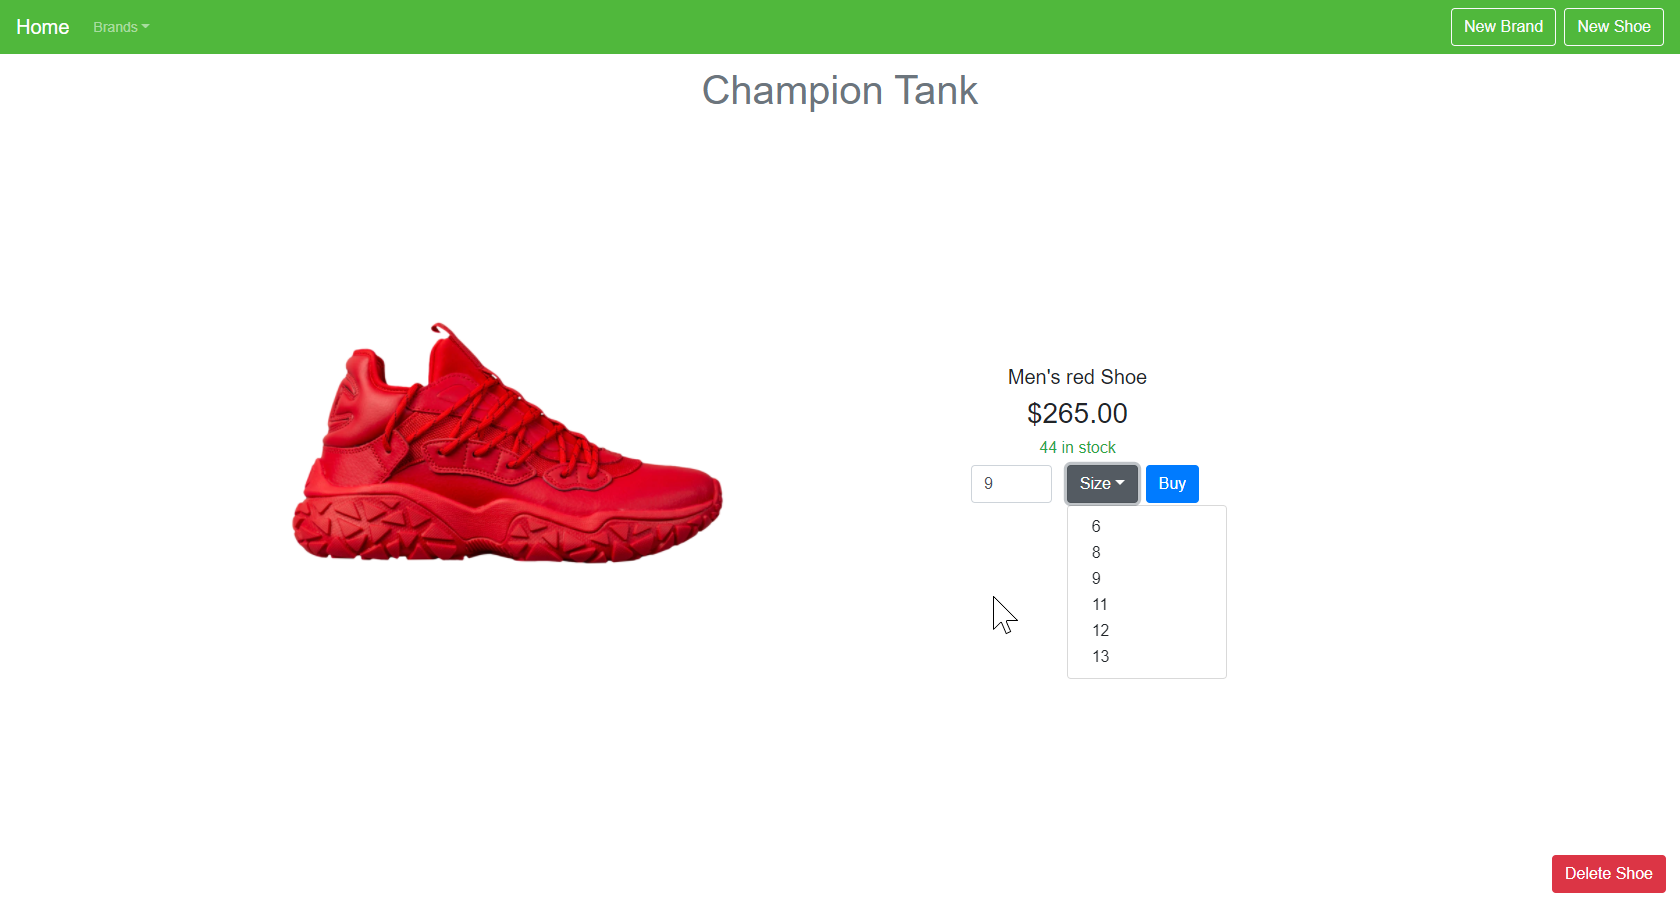 Home Brands New Brand New Shoe
Champion Tank
Men's red Shoe
$265.00
44 in stock
9 Size Buy
6
8
9
11
12
13
Delete Shoe